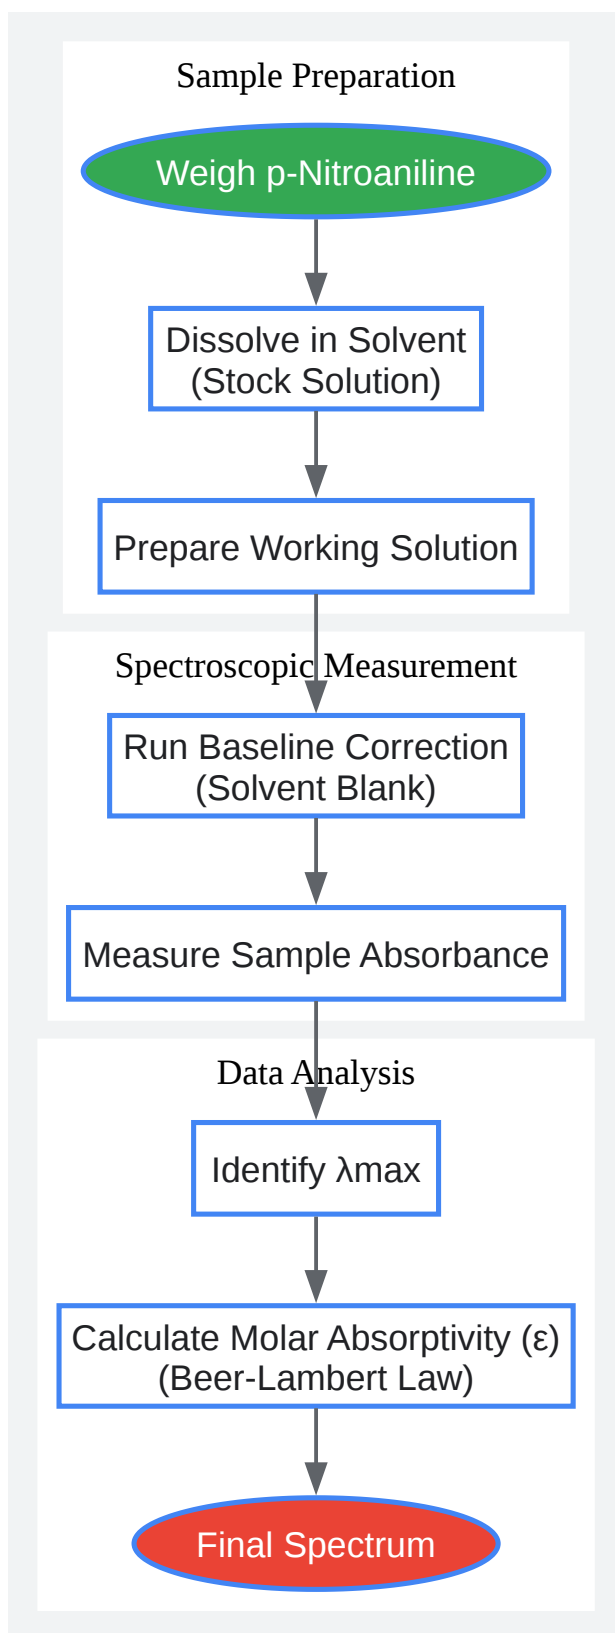 Sample Preparation
Weigh p-Nitroaniline
Dissolve in Solvent
(Stock Solution)
Prepare Working Solution
Spectroscopic Measurement
Run Baseline Correction
(Solvent Blank)
Measure Sample Absorbance
Data Analysis
Identify λmax
Calculate Molar Absorptivity (ε)
(Beer-Lambert Law)
Final Spectrum